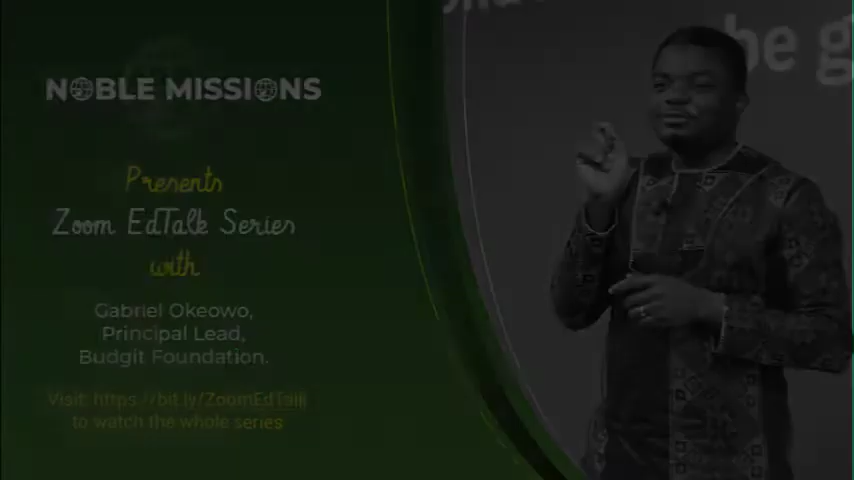 NOBLE MISSIONS
Presents
Zoom EdTalk Series
with
Gabriel Okeowo,
Principal Lead,
Budgit Foundation.
Visit: https://bit.ly/ZoomEdTalk
to watch the whole series
be g